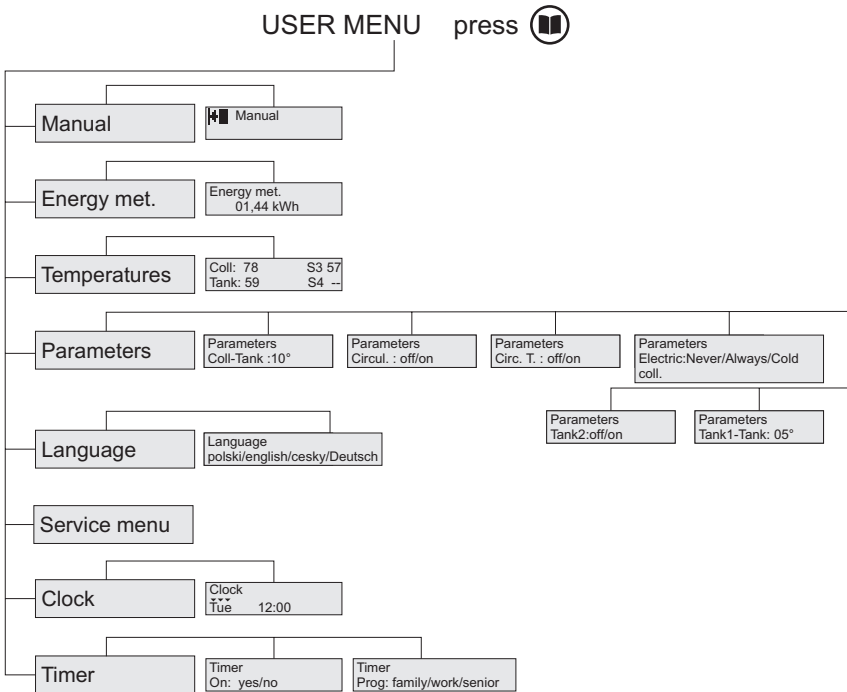 USER MENU press
Manual
Manual
Energy met.
Energy met.
01,44 kWh
Temperatures
Coll: 78 S3 57
Tank: 59 S4 --
Parameters
Parameters
Coll-Tank :10°
Parameters
Circul. : off/on
Parameters
Circ. T. : off/on
Parameters
Electric:Never/Always/Cold
coll.
Parameters
Tank2:off/on
Parameters
Tank1-Tank: 05°
Language
Language
polski/english/cesky/Deutsch
Service menu
Clock
Clock
Tue 12:00
Timer
Timer
On: yes/no
Timer
Prog: family/work/senior